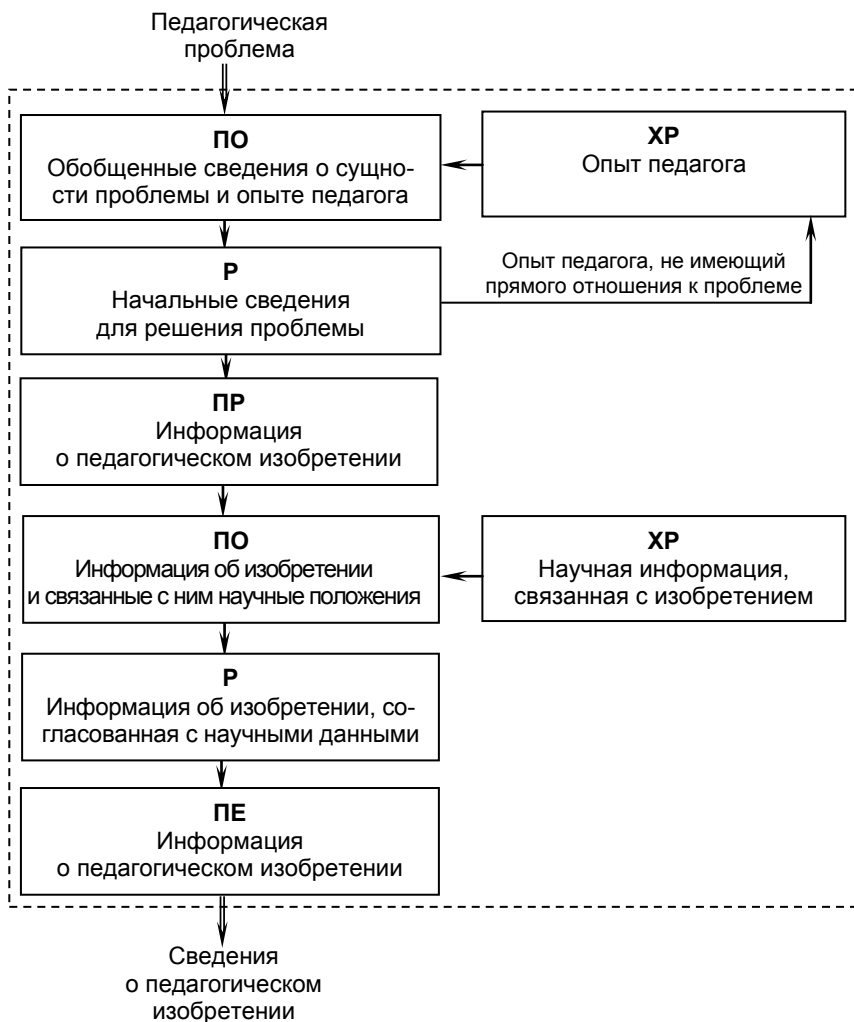 Педагогическая
проблема
ПО
Обобщенные сведения о сущно-
сти проблемы и опыте педагога
ХР
Опыт педагога
Р
Начальные сведения
для решения проблемы
Опыт педагога, не имеющий
прямого отношения к проблеме
ПР
Информация
о педагогическом изобретении
ПО
Информация об изобретении
и связанные с ним научные положения
ХР
Научная информация,
связанная с изобретением
Р
Информация об изобретении, со-
гласованная с научными данными
ПЕ
Информация
о педагогическом изобретении
Сведения
о педагогическом
изобретении